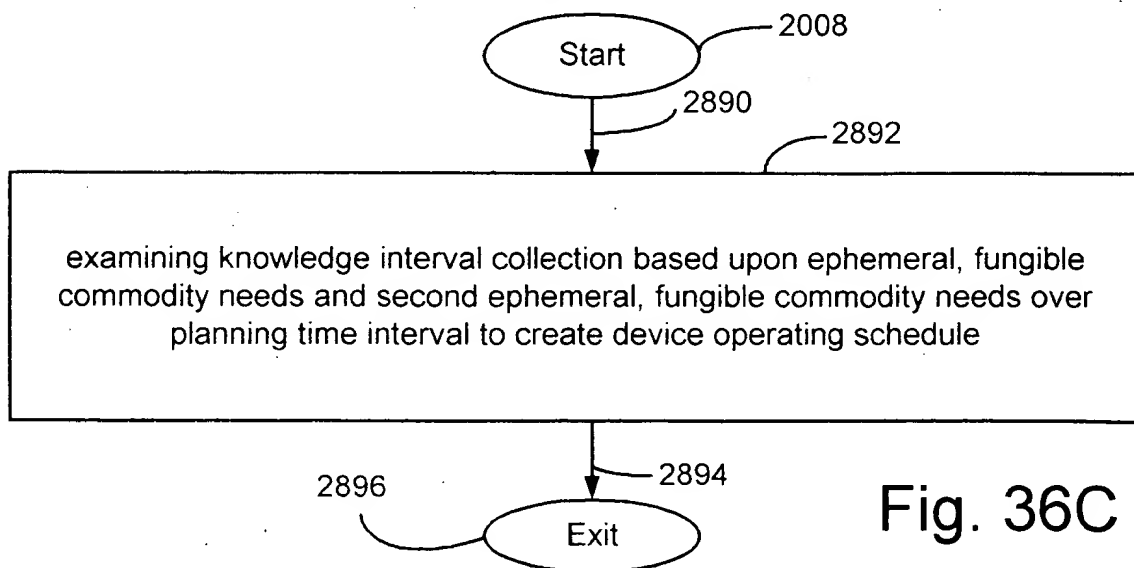 Start
2008
2890
2892
examining knowledge interval collection based upon ephemeral, fungible
commodity needs and second ephemeral, fungible commodity needs over
planning time interval to create device operating schedule
2894
2896
Exit
Fig. 36C